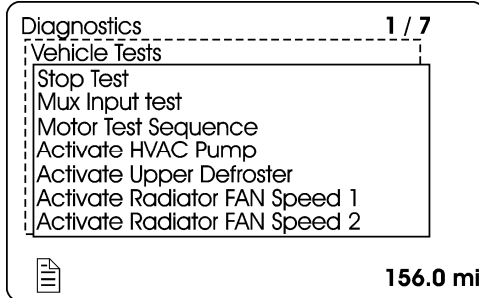 Diagnostics 1 / 7
Vehicle Tests
Stop Test
Mux Input test
Motor Test Sequence
Activate HVAC Pump
Activate Upper Defroster
Activate Radiator FAN Speed 1
Activate Radiator FAN Speed 2
156.0 mi